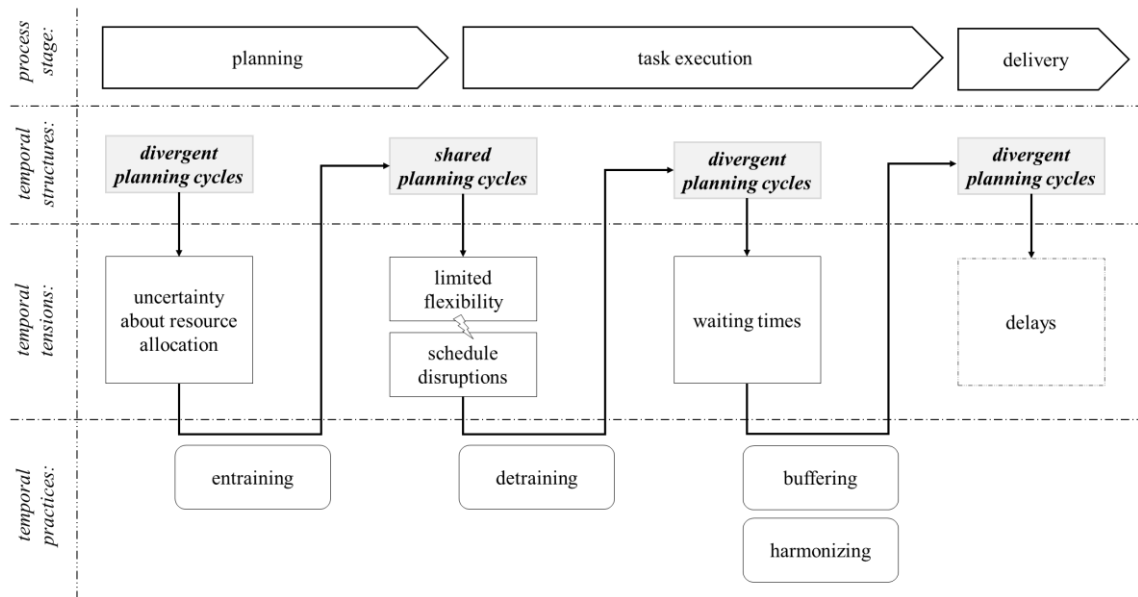 process
stage:
planning
task execution
delivery
temporal
structures:
divergent
planning cycles
shared
planning cycles
divergent
planning cycles
divergent
planning cycles
temporal
tensions:
uncertainty
about resource
allocation
limited
flexibility
schedule
disruptions
waiting times
delays
temporal
practices:
entraining
detraining
buffering
harmonizing